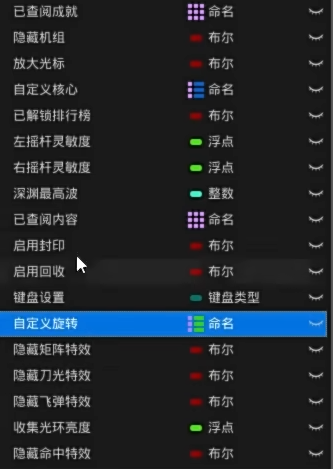 已查阅成就 命名
隐藏机组 布尔
放大光标 布尔
自定义核心 命名
已解锁排行榜 布尔
左摇杆灵敏度 浮点
右摇杆灵敏度 浮点
深渊最高波 整数
已查阅内容 命名
启用封印 布尔
启用回收 布尔
键盘设置 键盘类型
自定义旋转 命名
隐藏矩阵特效 布尔
隐藏刀光特效 布尔
隐藏飞弹特效 布尔
收集光环亮度 浮点
隐藏命中特效 布尔